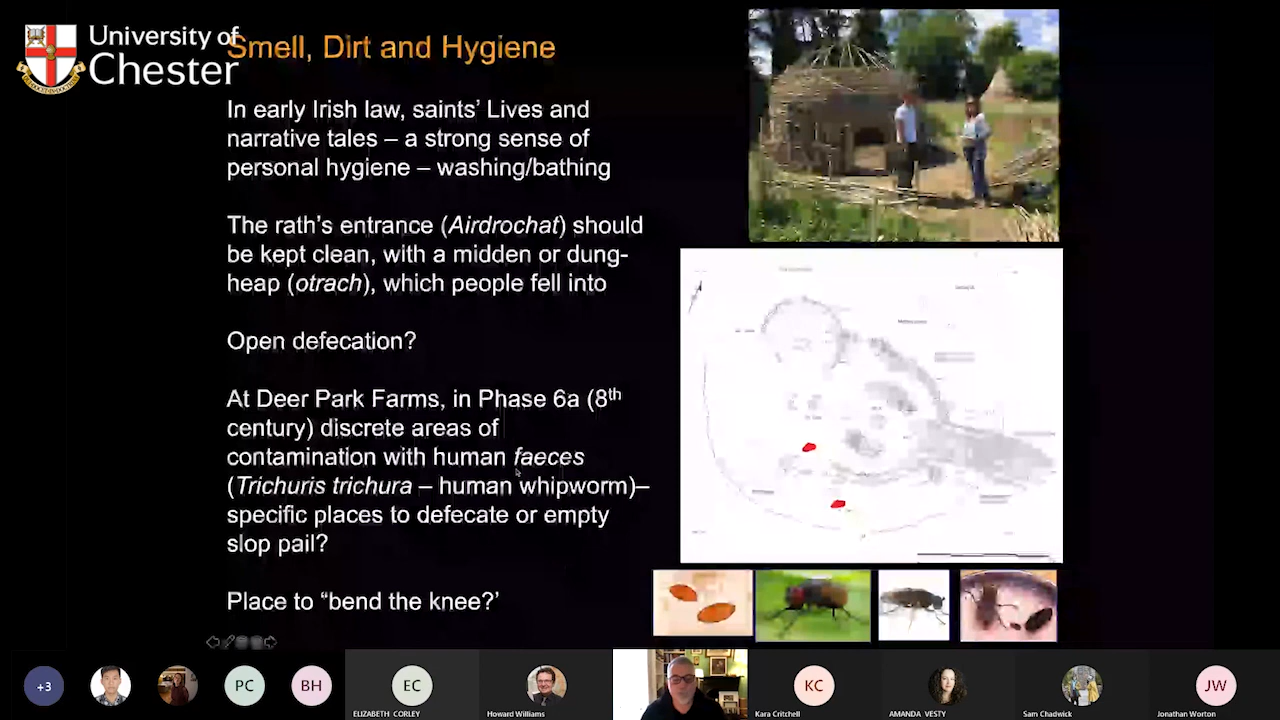 University of
Chester
Smell, Dirt and Hygiene
In early Irish law, saints' Lives and
narrative tales – a strong sense of
personal hygiene – washing/bathing
The rath's entrance (Airdrochat) should
be kept clean, with a midden or dung-
heap (otrach), which people fell into
Open defecation?
At Deer Park Farms, in Phase 6a (8th
century) discrete areas of
contamination with human faeces
(Trichuris trichura – human whipworm)–
specific places to defecate or empty
slop pail?
Place to “bend the knee?’
+3
PC
BH
EC
ELIZABETH CORLEY
Howard Williams
KC
Kara Critchell
AMANDA VESTY
Sam Chadwick
JW
Jonathan Worton